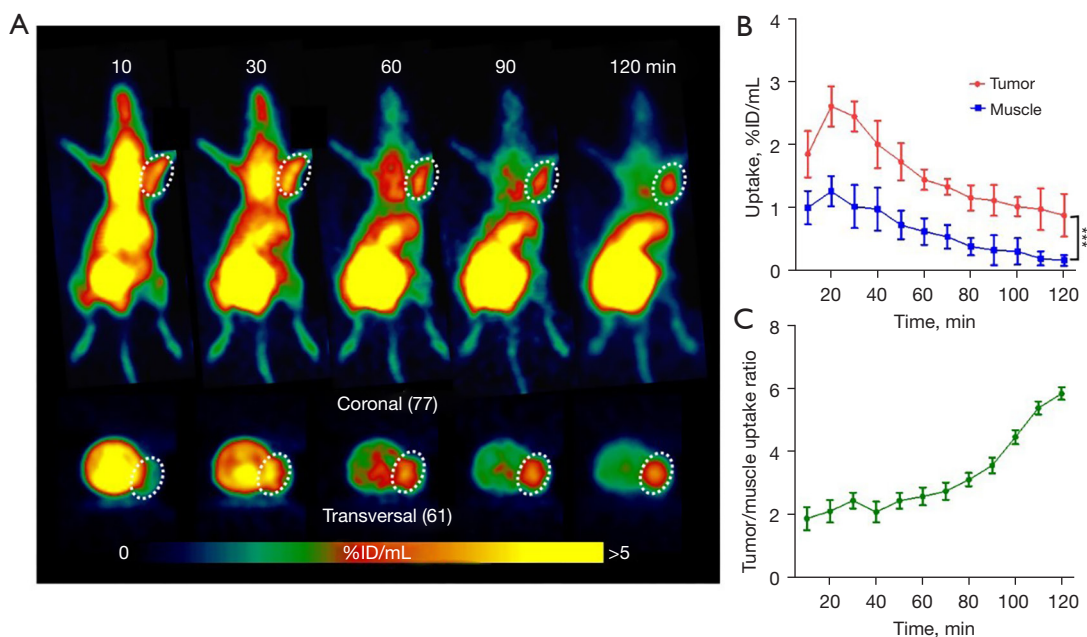 A
10 30 60 90 120 min
Coronal (77)
Transversal (61)
0 %ID/mL >5
B
Uptake, %ID/mL
4
3
2
1
0
Tumor
Muscle
***
20 40 60 80 100 120
Time, min
C
Tumor/muscle uptake ratio
8
6
4
2
0
20 40 60 80 100 120
Time, min